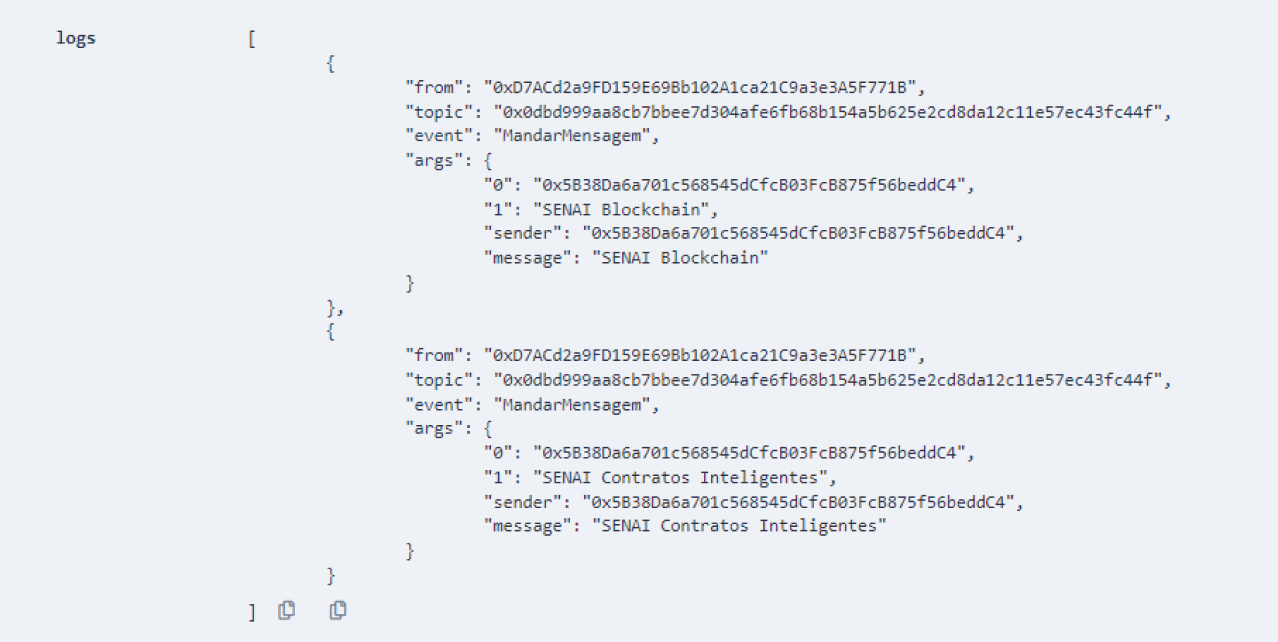 logs [
{
"from": "0xD7ACd2a9FD159E69Bb102A1ca21C9a3e3A5F771B",
"topic": "0x0dbd999aa8cb7bbee7d304afe6fb68b154a5b625e2cd8da12c11e57ec43fc44f",
"event": "MandarMensagem",
"args": {
"0": "0x5B38Da6a701c568545dCfcB03FcB875f56beddC4",
"1": "SENAI Blockchain",
"sender": "0x5B38Da6a701c568545dCfcB03FcB875f56beddC4",
"message": "SENAI Blockchain"
}
},
{
"from": "0xD7ACd2a9FD159E69Bb102A1ca21C9a3e3A5F771B",
"topic": "0x0dbd999aa8cb7bbee7d304afe6fb68b154a5b625e2cd8da12c11e57ec43fc44f",
"event": "MandarMensagem",
"args": {
"0": "0x5B38Da6a701c568545dCfcB03FcB875f56beddC4",
"1": "SENAI Contratos Inteligentes",
"sender": "0x5B38Da6a701c568545dCfcB03FcB875f56beddC4",
"message": "SENAI Contratos Inteligentes"
}
}
]